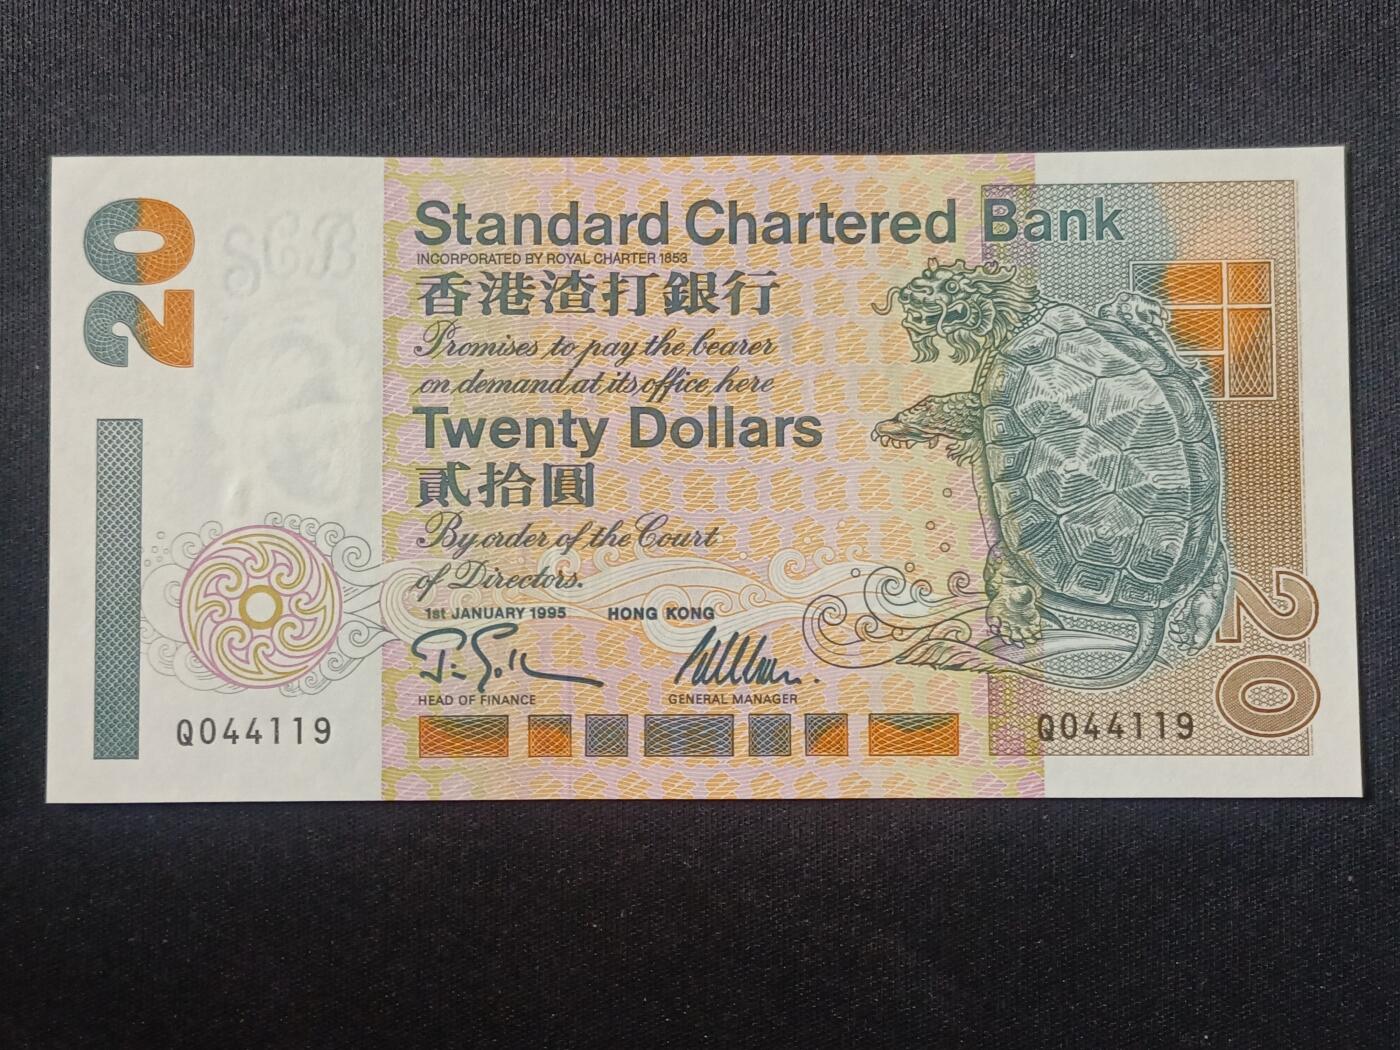 20
Standard Chartered Bank
INCORPORATED BY ROYAL CHARTER 1853
香港渣打銀行
Promises to pay the bearer
on demand at its office here
Twenty Dollars
貳拾圓
By order of the Court
of Directors.
1st JANUARY 1995 HONG KONG
HEAD OF FINANCE GENERAL MANAGER
Q044119 Q044119
20